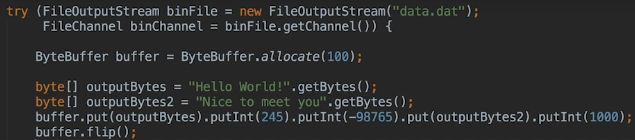 try (FileOutputStream binFile = new FileOutputStream("data.dat");
     FileChannel binChannel = binFile.getChannel()) {

    ByteBuffer buffer = ByteBuffer.allocate(100);

    byte[] outputBytes = "Hello World!".getBytes();
    byte[] outputBytes2 = "Nice to meet you".getBytes();
    buffer.put(outputBytes).putInt(245).putInt(-98765).put(outputBytes2).putInt(1000);
    buffer.flip();